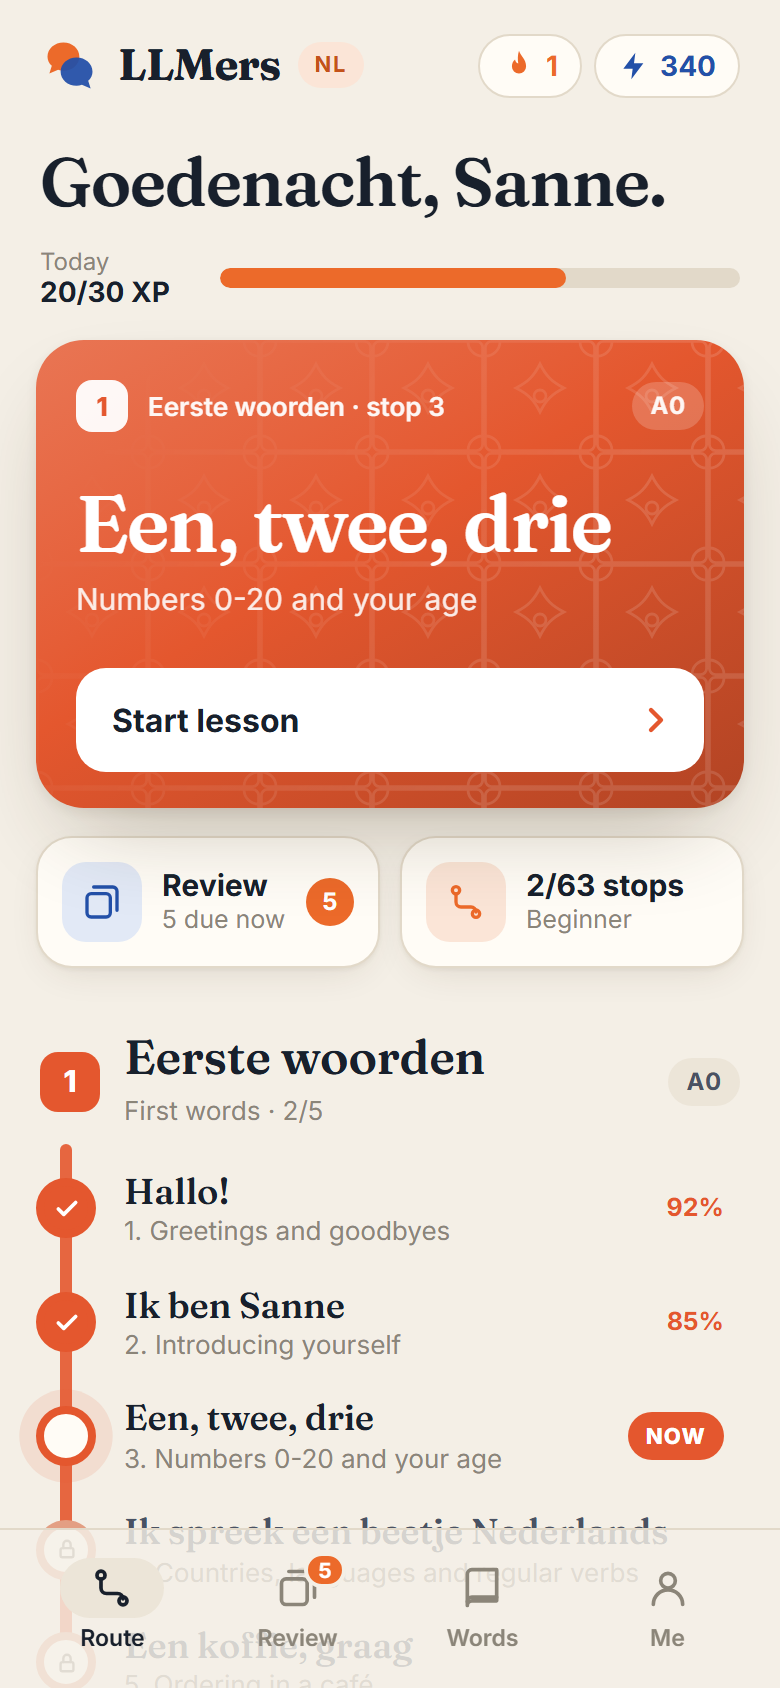 LLMers NL 1 340
Goedenacht, Sanne.
Today
20/30 XP
1 Eerste woorden · stop 3 A0
Een, twee, drie
Numbers 0-20 and your age
Start lesson
Review
5 due now
5
2/63 stops
Beginner
1 Eerste woorden A0
First words · 2/5
Hallo!
1. Greetings and goodbyes
92%
Ik ben Sanne
2. Introducing yourself
85%
Een, twee, drie
3. Numbers 0-20 and your age
NOW
Ik spreek een beetje Nederlands
Countries, languages and regular verbs
5
Route Review Words Me
Een koffie, graag
5. Ordering in a café